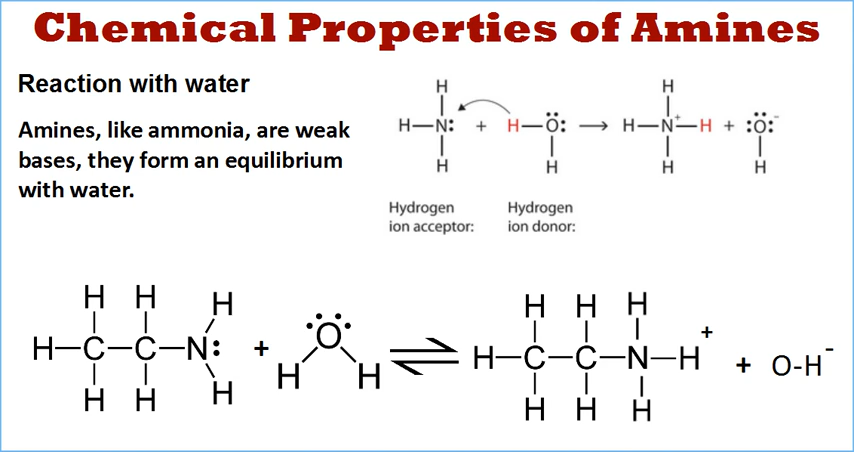 Chemical Properties of Amines
Reaction with water
Amines, like ammonia, are weak
bases, they form an equilibrium
with water.
H H
H—N: + H—Ö: → H—N⁺—H + :Ö:⁻
H H H H
Hydrogen
ion acceptor:
Hydrogen
ion donor:
H H H H H H
H—C—C—N: + O ⇌ H—C—C—N—H⁺ + O-H⁻
H H H H H H H H